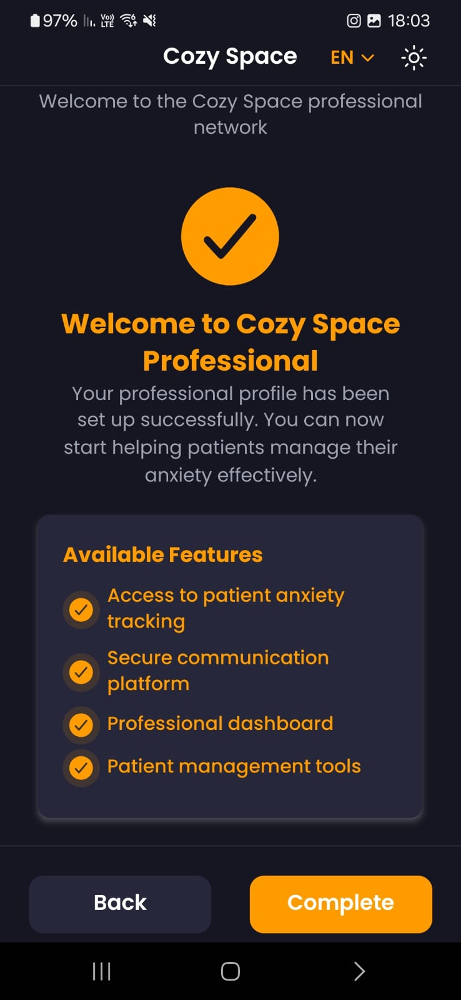 97% Vo)) LTE 6 18:03
Cozy Space EN
Welcome to the Cozy Space professional
network
Welcome to Cozy Space
Professional
Your professional profile has been
set up successfully. You can now
start helping patients manage their
anxiety effectively.
Available Features
Access to patient anxiety
tracking
Secure communication
platform
Professional dashboard
Patient management tools
Back Complete